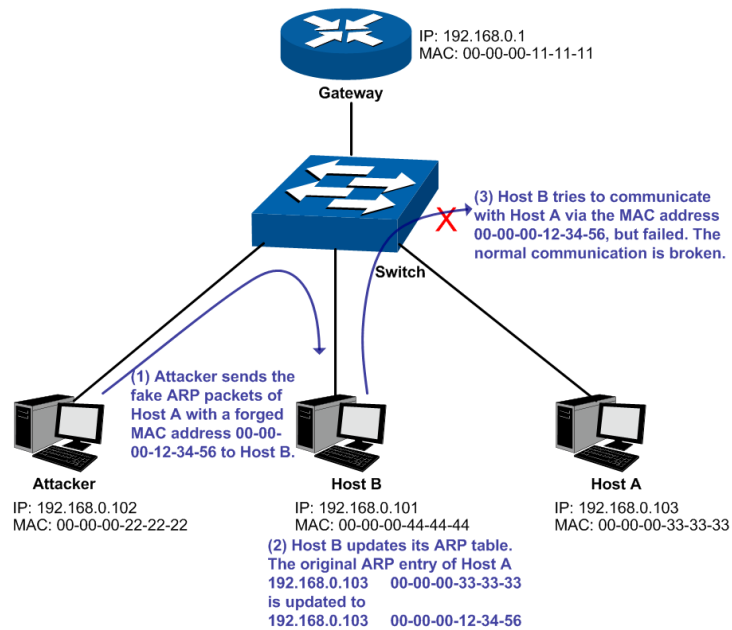 IP: 192.168.0.1
MAC: 00-00-00-11-11-11
Gateway
(3) Host B tries to communicate
with Host A via the MAC address
00-00-00-12-34-56, but failed. The
normal communication is broken.
X
Switch
(1) Attacker sends the
fake ARP packets of
Host A with a forged
MAC address 00-00-
00-12-34-56 to Host B.
Attacker
IP: 192.168.0.102
MAC: 00-00-00-22-22-22
Host B
IP: 192.168.0.101
MAC: 00-00-00-44-44-44
Host A
IP: 192.168.0.103
MAC: 00-00-00-33-33-33
(2) Host B updates its ARP table.
The original ARP entry of Host A
192.168.0.103 00-00-00-33-33-33
is updated to
192.168.0.103 00-00-00-12-34-56